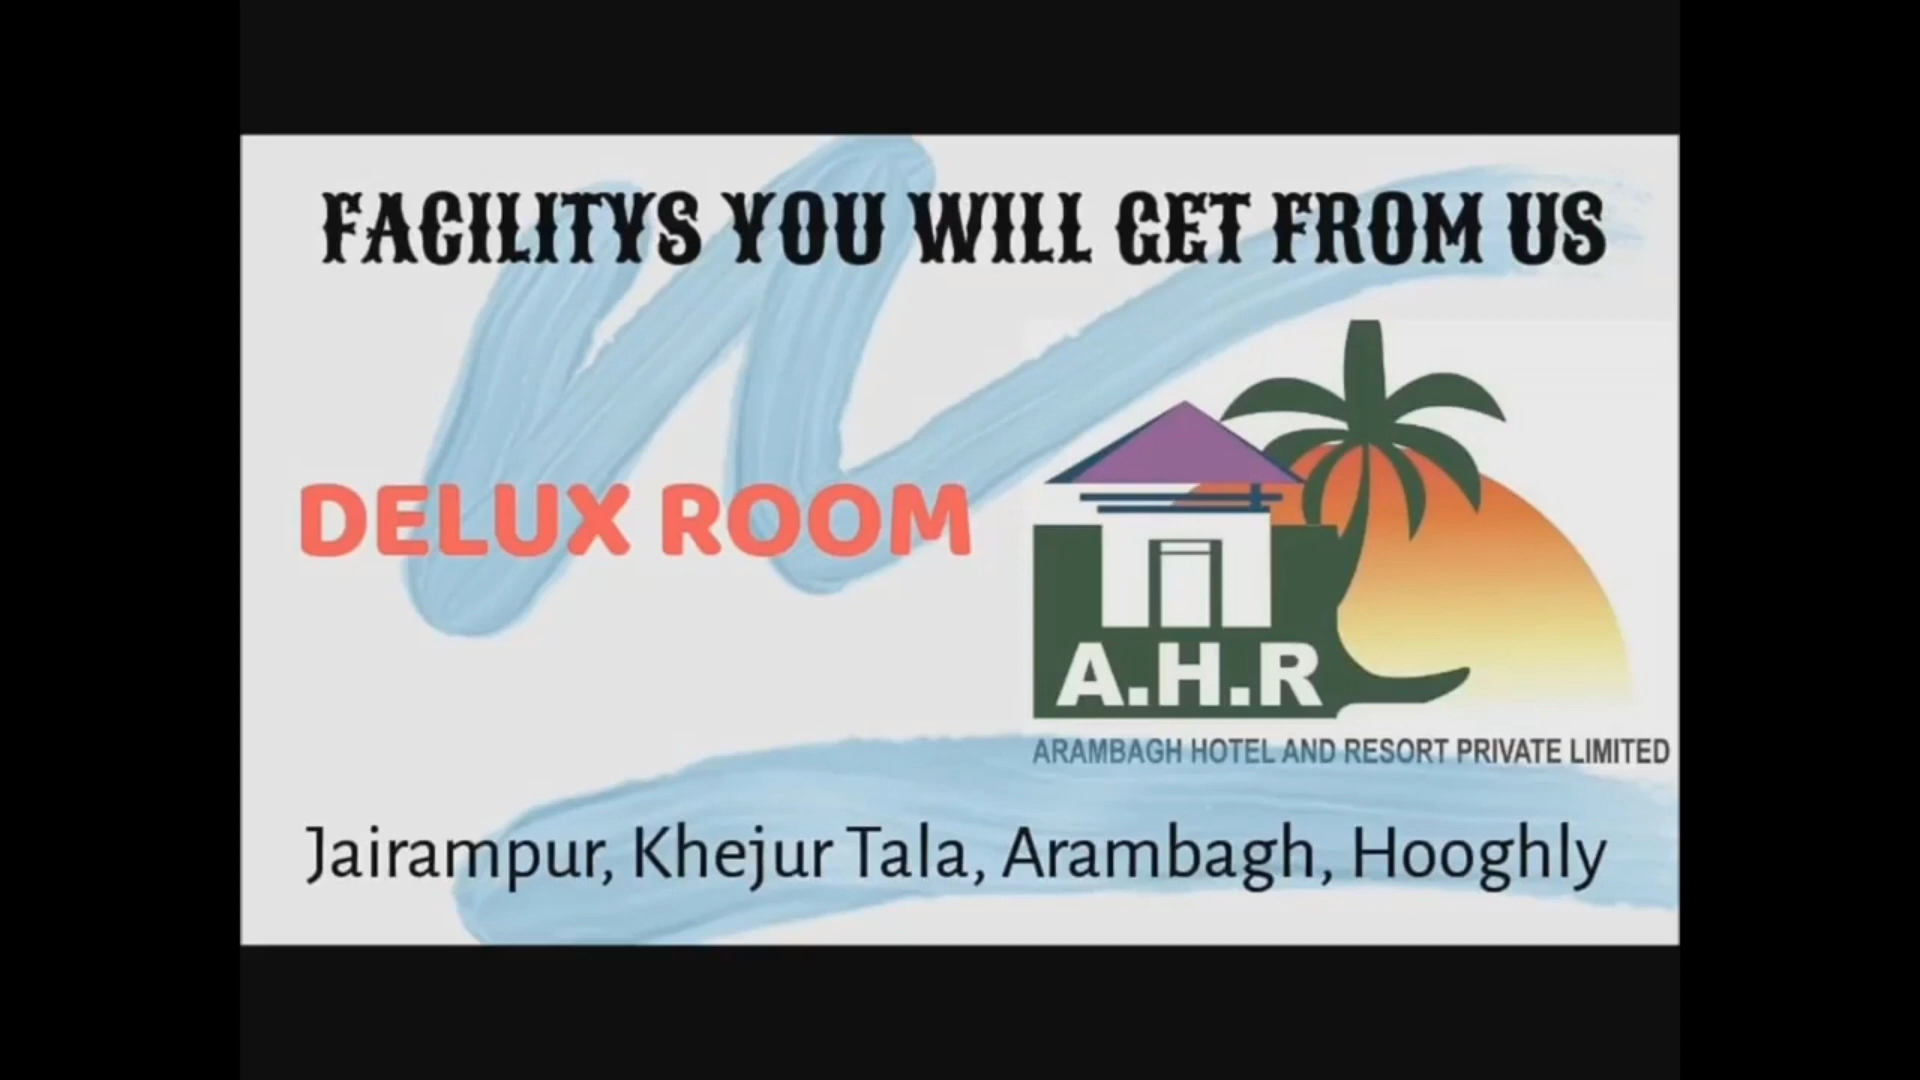 FACILITYS YOU WILL GET FROM US
DELUX ROOM
A.H.R
ARAMBAGH HOTEL AND RESORT PRIVATE LIMITED
Jairampur, Khejur Tala, Arambagh, Hooghly